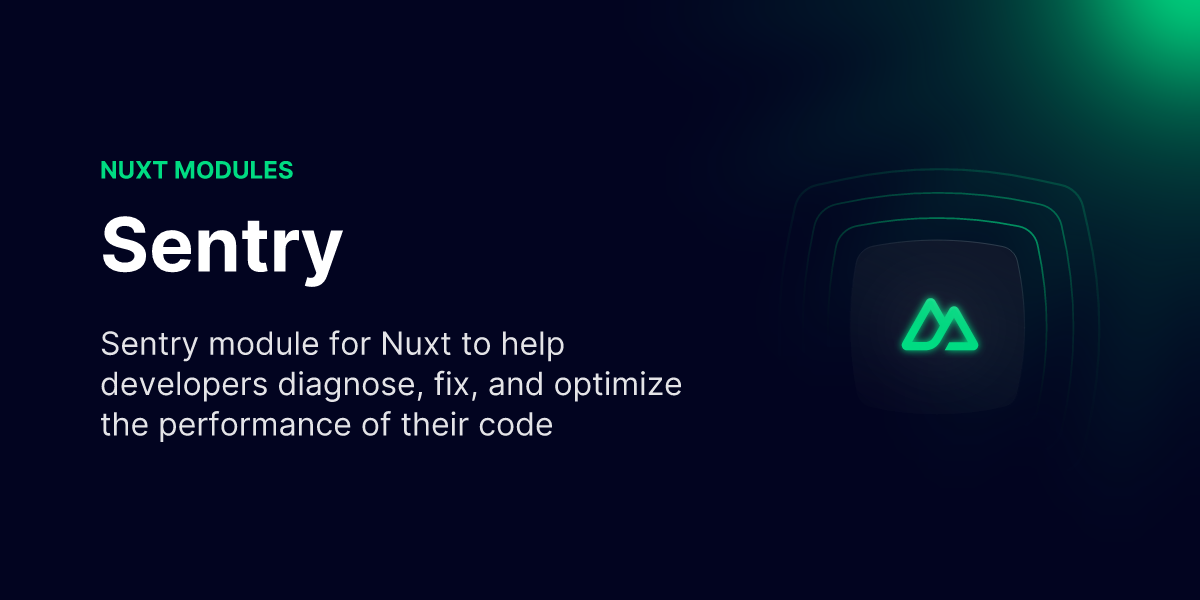 NUXT MODULES
Sentry
Sentry module for Nuxt to help
developers diagnose, fix, and optimize
the performance of their code